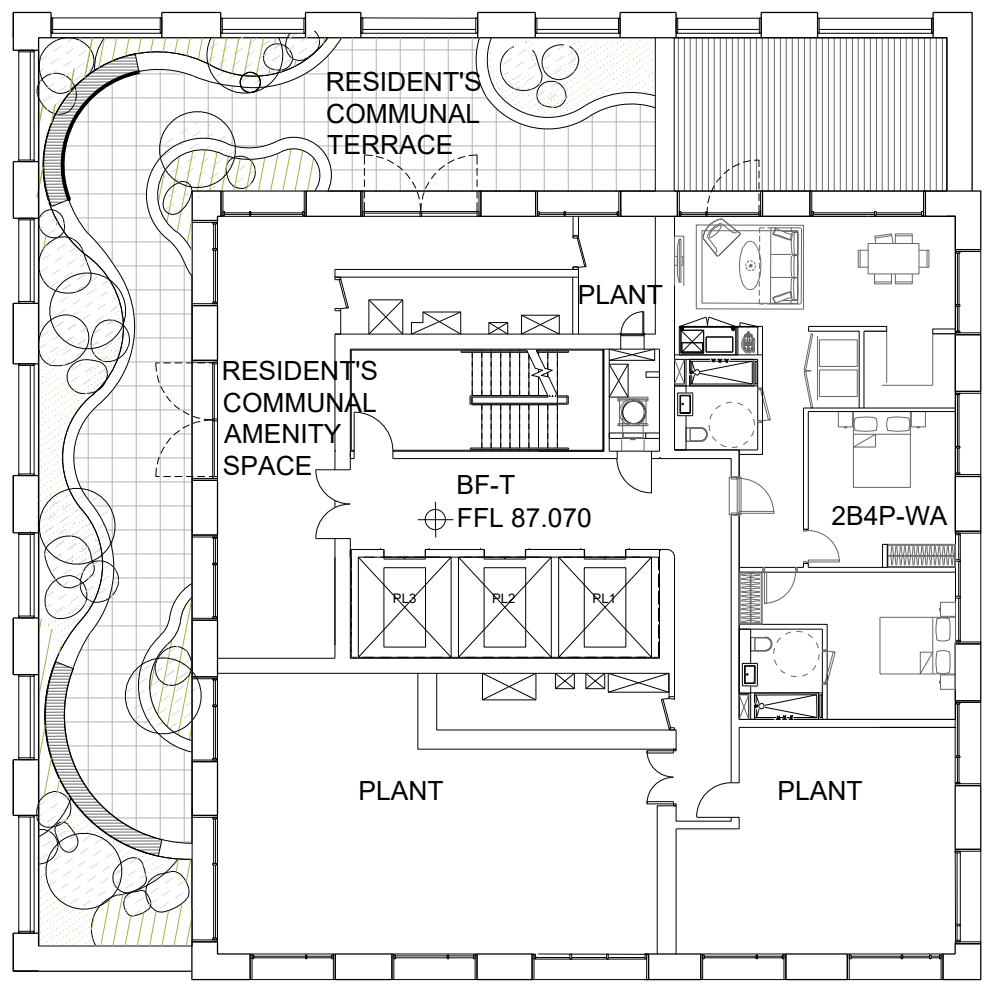 RESIDENT'S
COMMUNAL
TERRACE
PLANT
RESIDENT'S
COMMUNAL
AMENITY
SPACE
BF-T
FFL 87.070
2B4P-WA
PL3
PL2
PL1
PLANT
PLANT